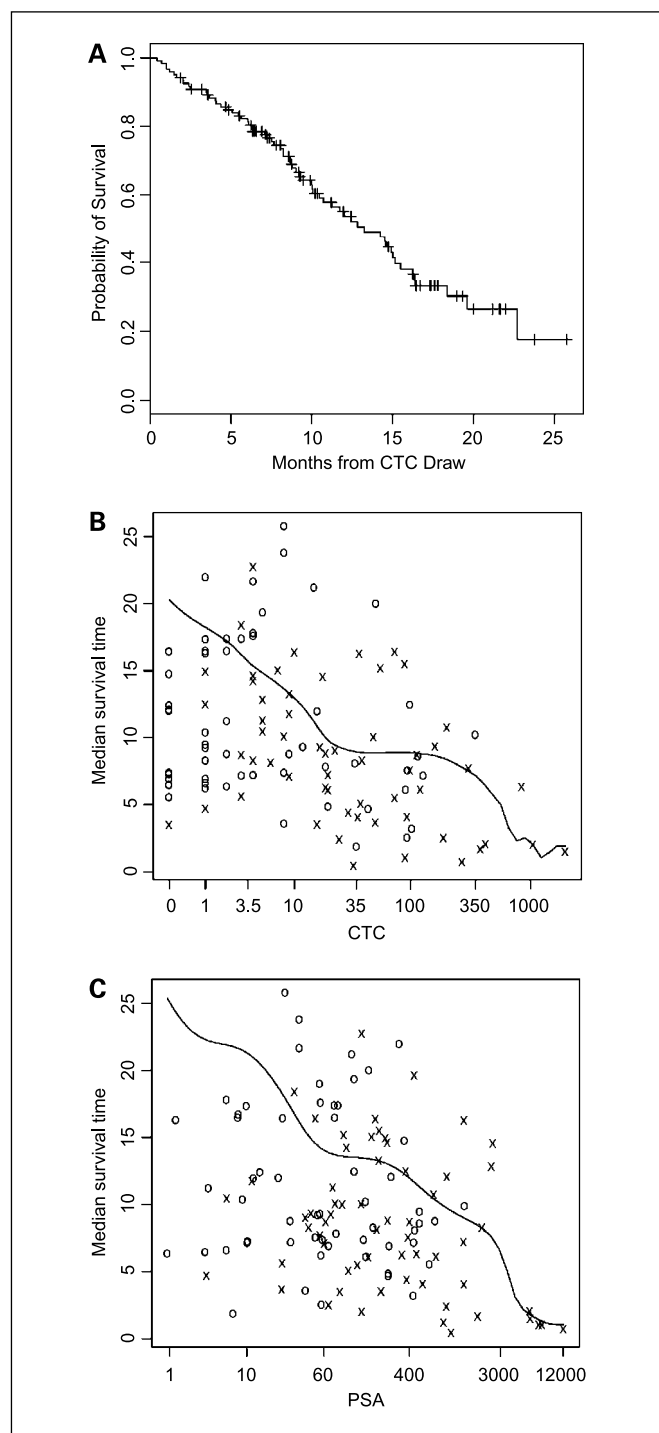 A
1.0
0.8
0.6
0.4
0.2
0.0
Probability of Survival
0 5 10 15 20 25
Months from CTC Draw
B
25
20
15
10
5
0
Median survival time
0 1 3.5 10 35 100 350 1000
CTC
C
25
20
15
10
5
0
Median survival time
1 10 60 400 3000 12000
PSA